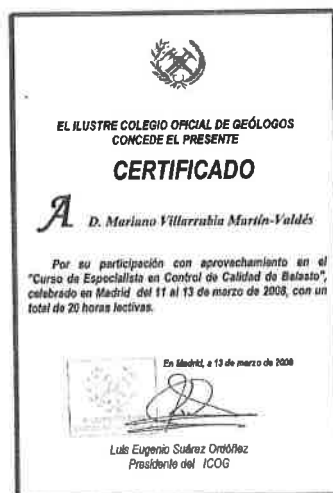 EL ILUSTRE COLEGIO OFICIAL DE GEÓLOGOS
CONCEDE EL PRESENTE
CERTIFICADO
A D. Mariano Villarrubia Martín-Valdés
Por su participación con aprovechamiento en el
"Curso de Especialista en Control de Calidad de Balasto",
celebrado en Madrid del 11 al 13 de marzo de 2008, con un
total de 20 horas lectivas.
En Madrid, a 13 de marzo de 2008
Luis Eugenio Suárez Ordóñez
Presidente del ICOG